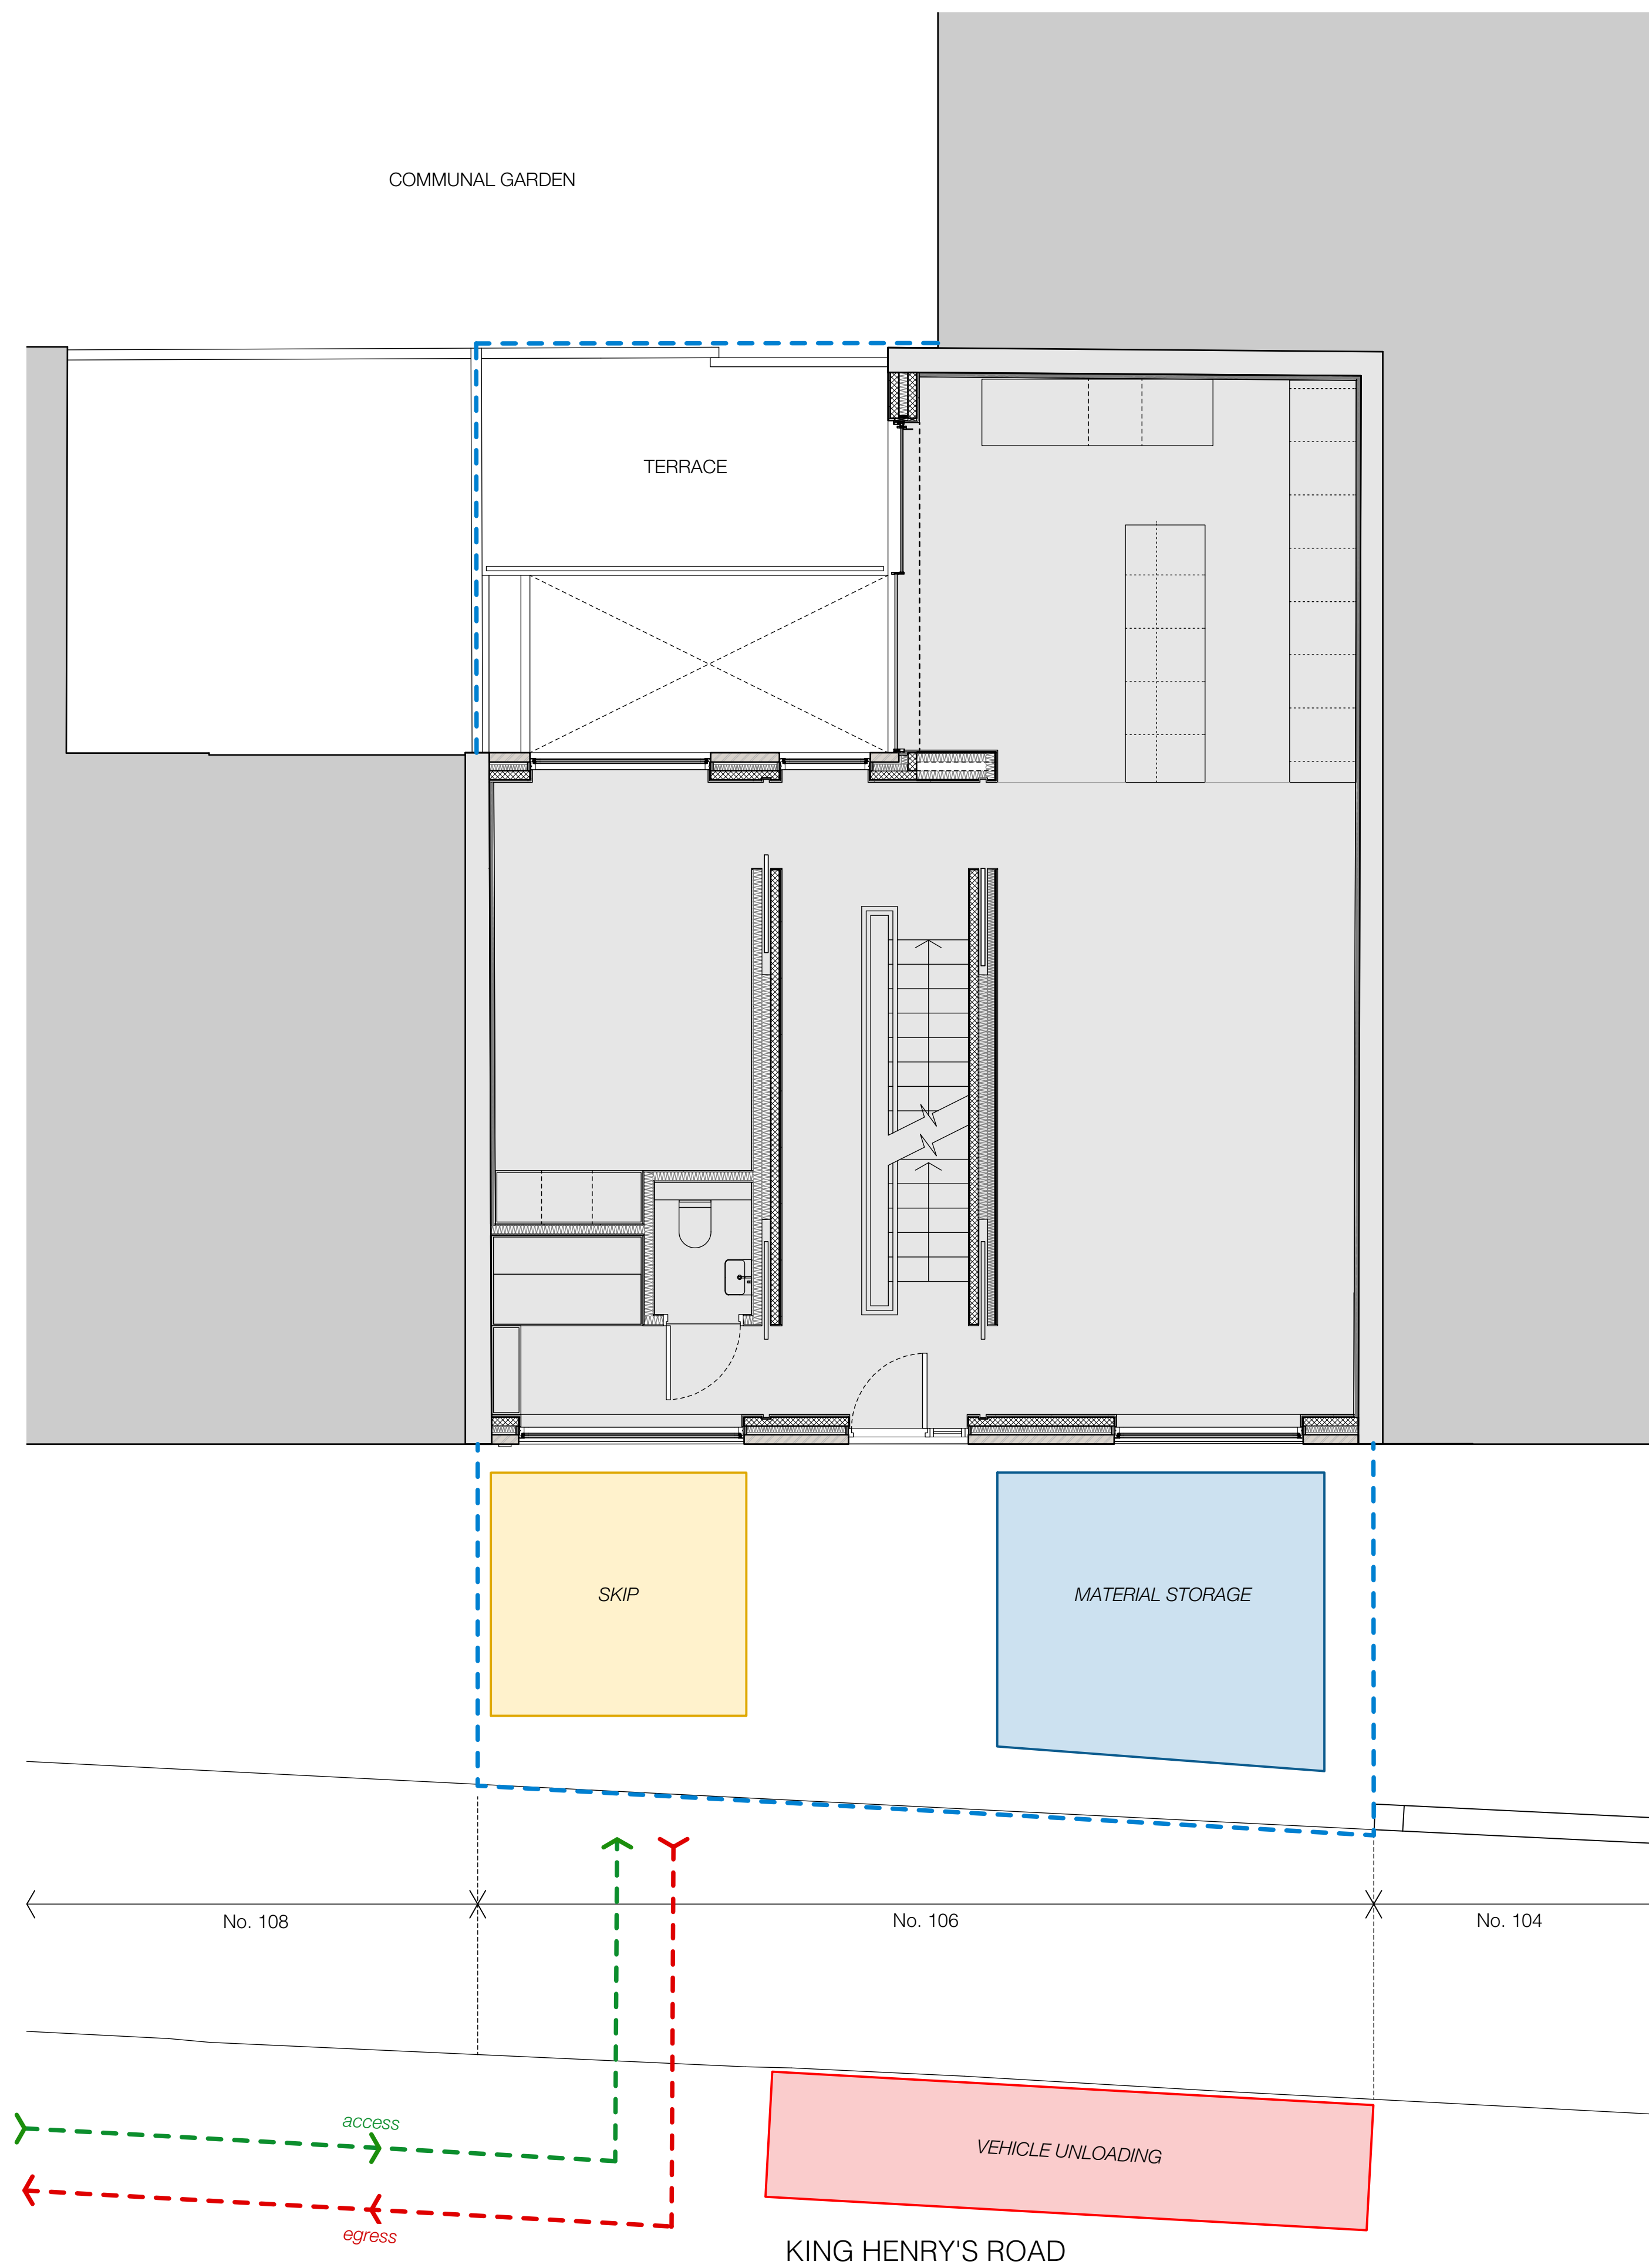 COMMUNAL GARDEN
TERRACE
SKIP
MATERIAL STORAGE
No. 108
No. 106
No. 104
access
VEHICLE UNLOADING
egress
KING HENRY'S ROAD